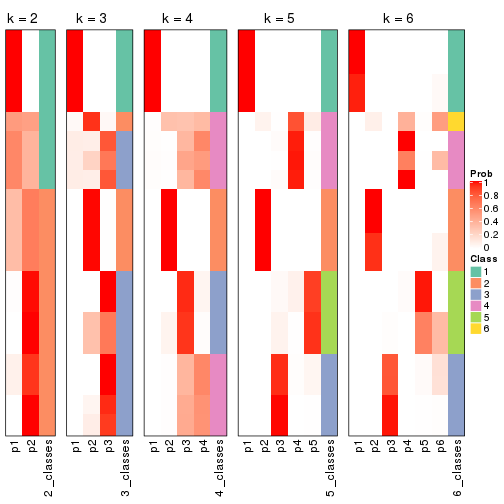 k = 2
k = 3
k = 4
k = 5
k = 6
Prob
1
0.8
0.6
0.4
0.2
0
Class
1
2
3
4
5
6
p1
p2
2_classes
p1
p2
p3
3_classes
p1
p2
p3
p4
4_classes
p1
p2
p3
p4
p5
5_classes
p1
p2
p3
p4
p5
p6
6_classes